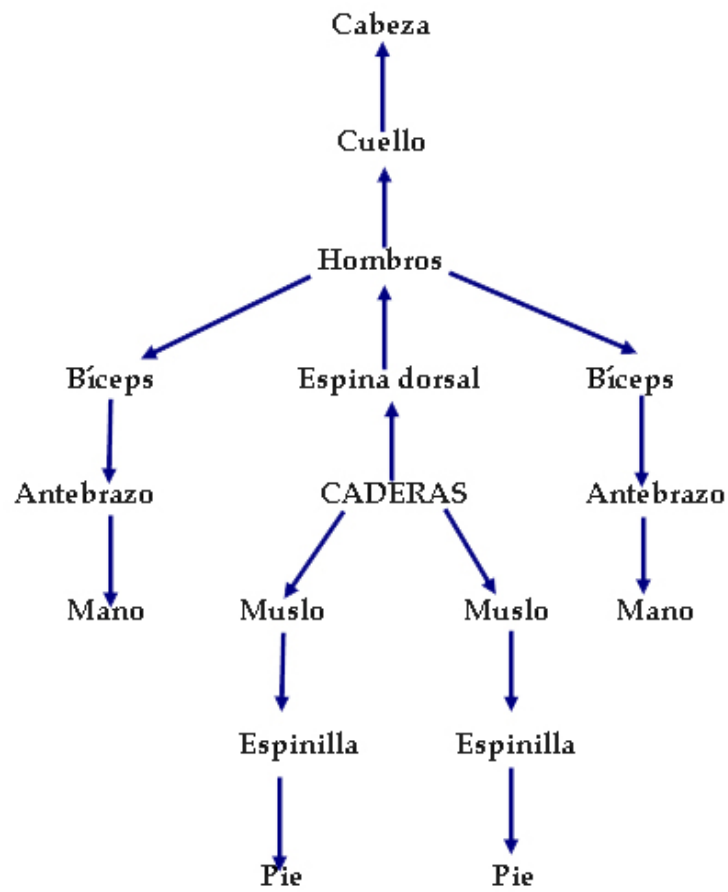 Cabeza
Cuello
Hombros
Bíceps Espina dorsal Bíceps
Antebrazo CADERAS Antebrazo
Mano Muslo Muslo Mano
Espinilla Espinilla
Pie Pie